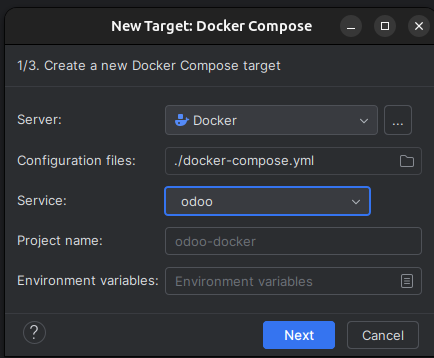 New Target: Docker Compose
1/3. Create a new Docker Compose target
Server: Docker ...
Configuration files: ./docker-compose.yml
Service: odoo
Project name: odoo-docker
Environment variables: Environment variables
? Next Cancel